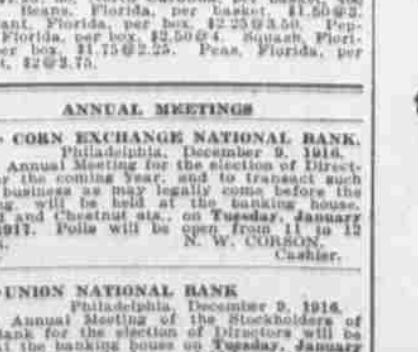 Beans, Florida, per basket, $1.50@3.
ant, Florida, per box, $2.25@3.50. Pep-
Florida, per box, $2.50@4. Squash, Flori-
er box, $1.75@2.25. Peas, Florida, per
t, $2@3.75.
ANNUAL MEETINGS
CORN EXCHANGE NATIONAL BANK.
Philadelphia, December 9, 1916.
Annual Meeting for the election of Direct-
r the coming year, and to transact such
business as may legally come before the
ng, will be held at the banking house,
d and Chestnut sts., on Tuesday, January
1917. Polls will be open from 11 to 12
N. W. CORSON,
Cashier.
UNION NATIONAL BANK
Philadelphia, December 9, 1916.
Annual Meeting of the Stockholders of
Bank for the election of Directors will be
at the banking house on Tuesday, January